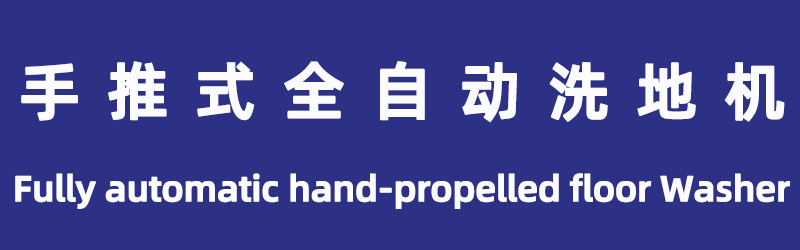 手推式全自动洗地机
Fully automatic hand-propelled floor Washer